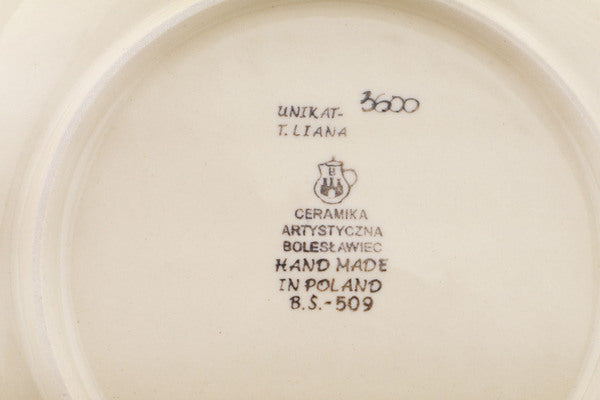 UNIKAT- 3600
T. LIANA
B
CERAMIKA
ARTYSTYCZNA
BOLESŁAWIEC
HAND MADE
IN POLAND
B.Ś.-509